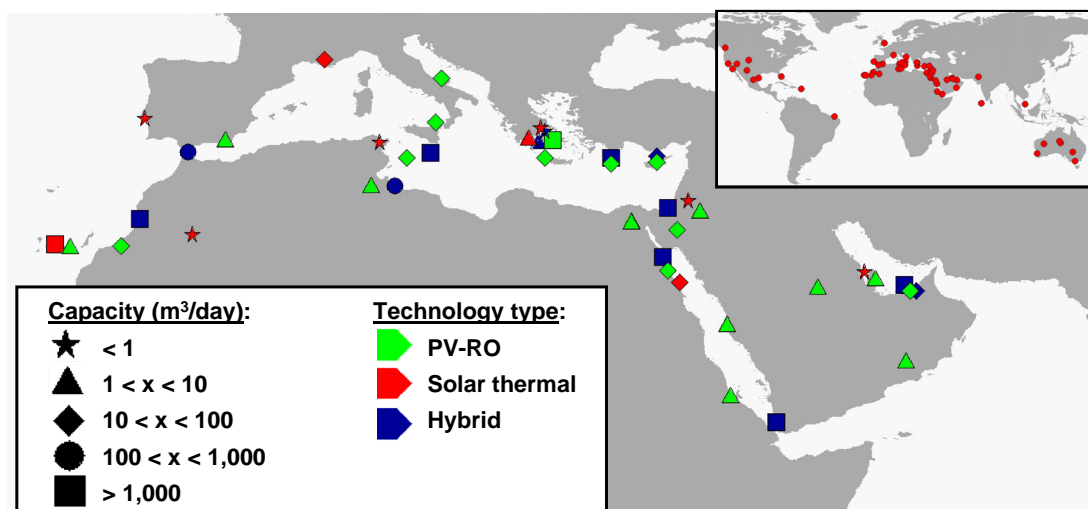 Capacity (m³/day):
< 1
1 < x < 10
10 < x < 100
100 < x < 1,000
> 1,000
Technology type:
PV-RO
Solar thermal
Hybrid